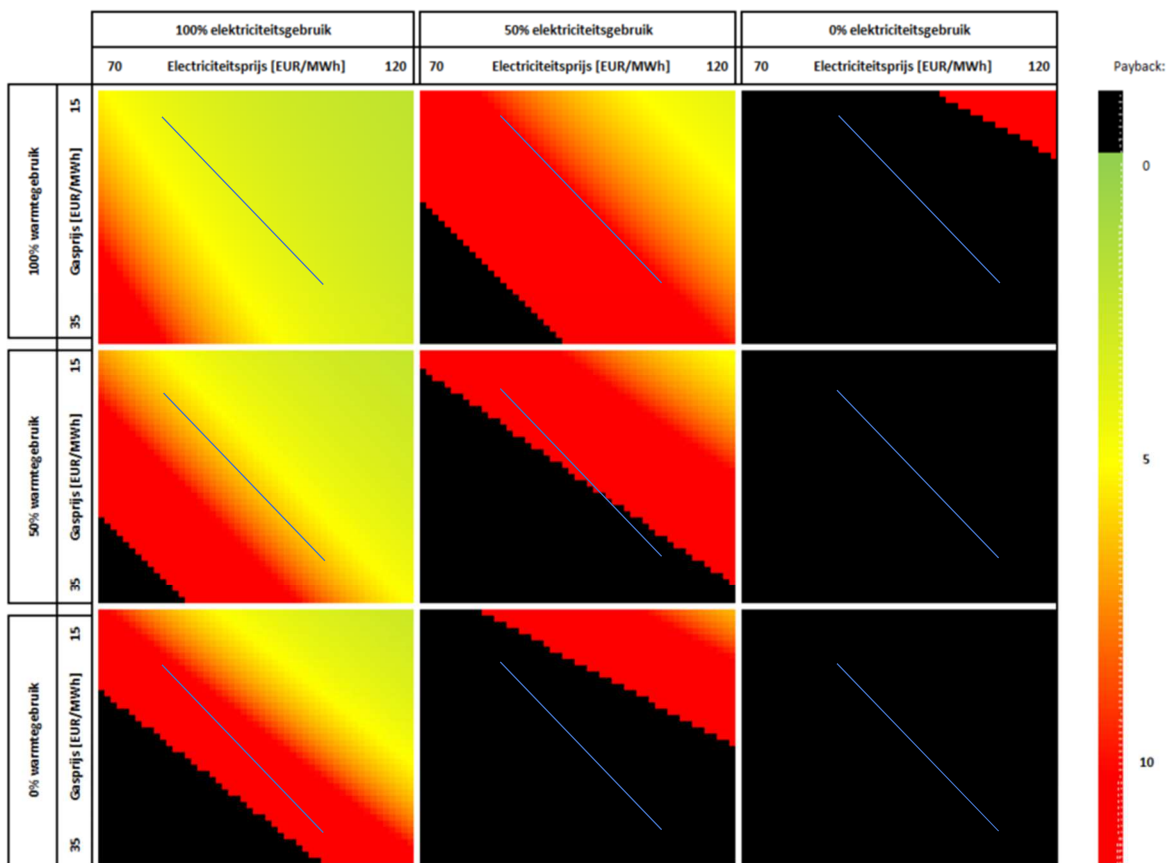 100% elektriciteitsgebruik 50% elektriciteitsgebruik 0% elektriciteitsgebruik
70 Electriciteitsprijs [EUR/MWh] 120 70 Electriciteitsprijs [EUR/MWh] 120 70 Electriciteitsprijs [EUR/MWh] 120
Payback:
100% warmtegebruik
15 Gasprijs [EUR/MWh] 35
50% warmtegebruik
15 Gasprijs [EUR/MWh] 35
0% warmtegebruik
15 Gasprijs [EUR/MWh] 35
0
5
10